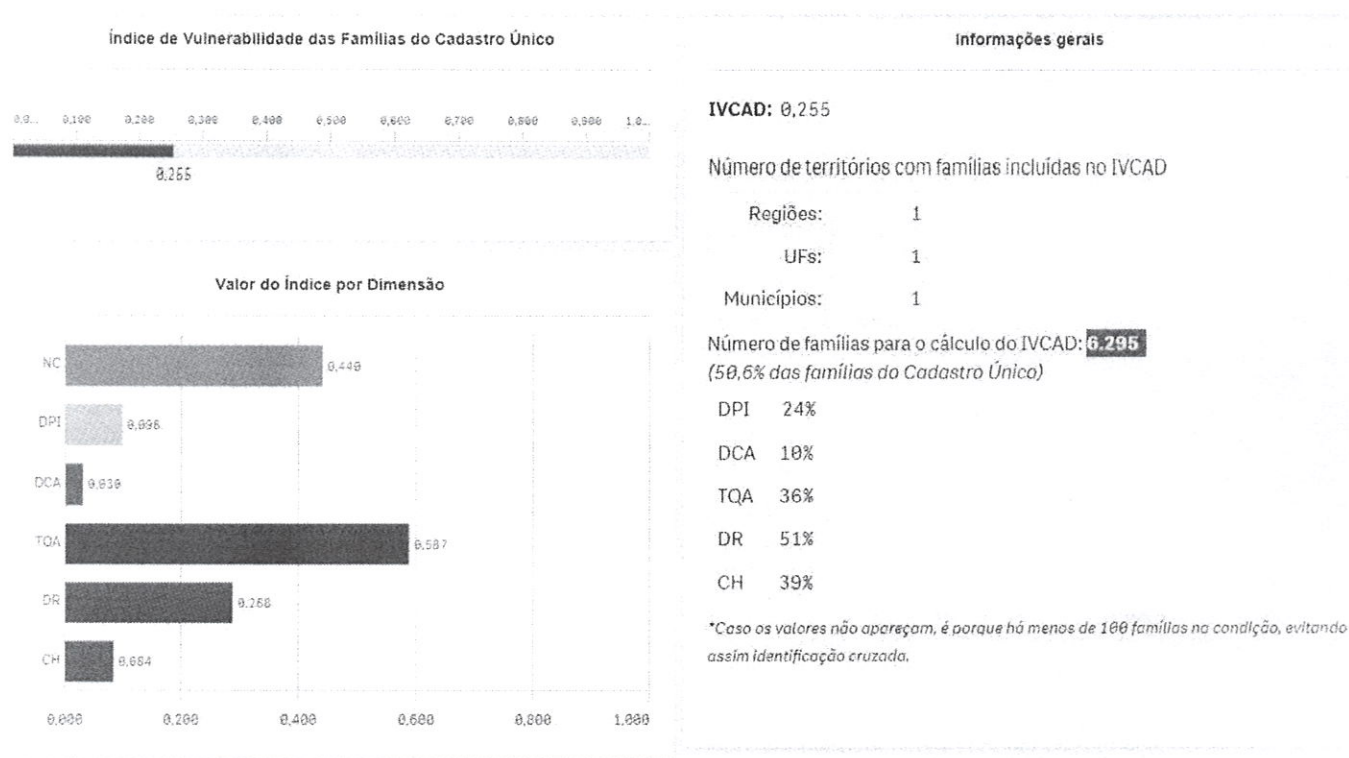 Índice de Vulnerabilidade das Famílias do Cadastro Único
0,0... 0,100 0,200 0,300 0,400 0,500 0,600 0,700 0,800 0,900 1,0...
0,255
Valor do Índice por Dimensão
NC 0,440
DPI 0,096
DCA 0,030
TQA 0,587
DR 0,268
CH 0,084
0,000 0,200 0,400 0,600 0,800 1,000
Informações gerais
IVCAD: 0,255
Número de territórios com famílias incluídas no IVCAD
Regiões: 1
UFs: 1
Municípios: 1
Número de famílias para o cálculo do IVCAD: 6.295
(50,6% das famílias do Cadastro Único)
DPI 24%
DCA 10%
TQA 36%
DR 51%
CH 39%
*Caso os valores não apareçam, é porque há menos de 100 famílias na condição, evitando
assim identificação cruzada.